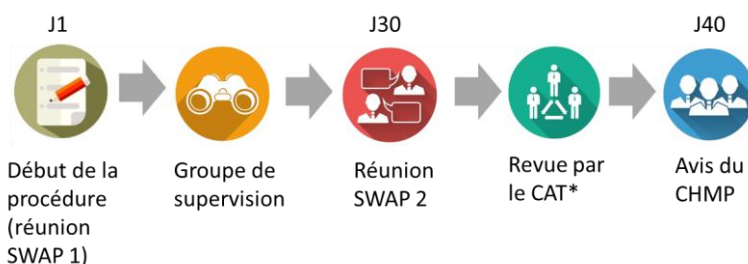 J1
J30
J40
Début de la
procédure
(réunion
SWAP 1)
Groupe de
supervision
Réunion
SWAP 2
Revue par
le CAT*
Avis du
CHMP